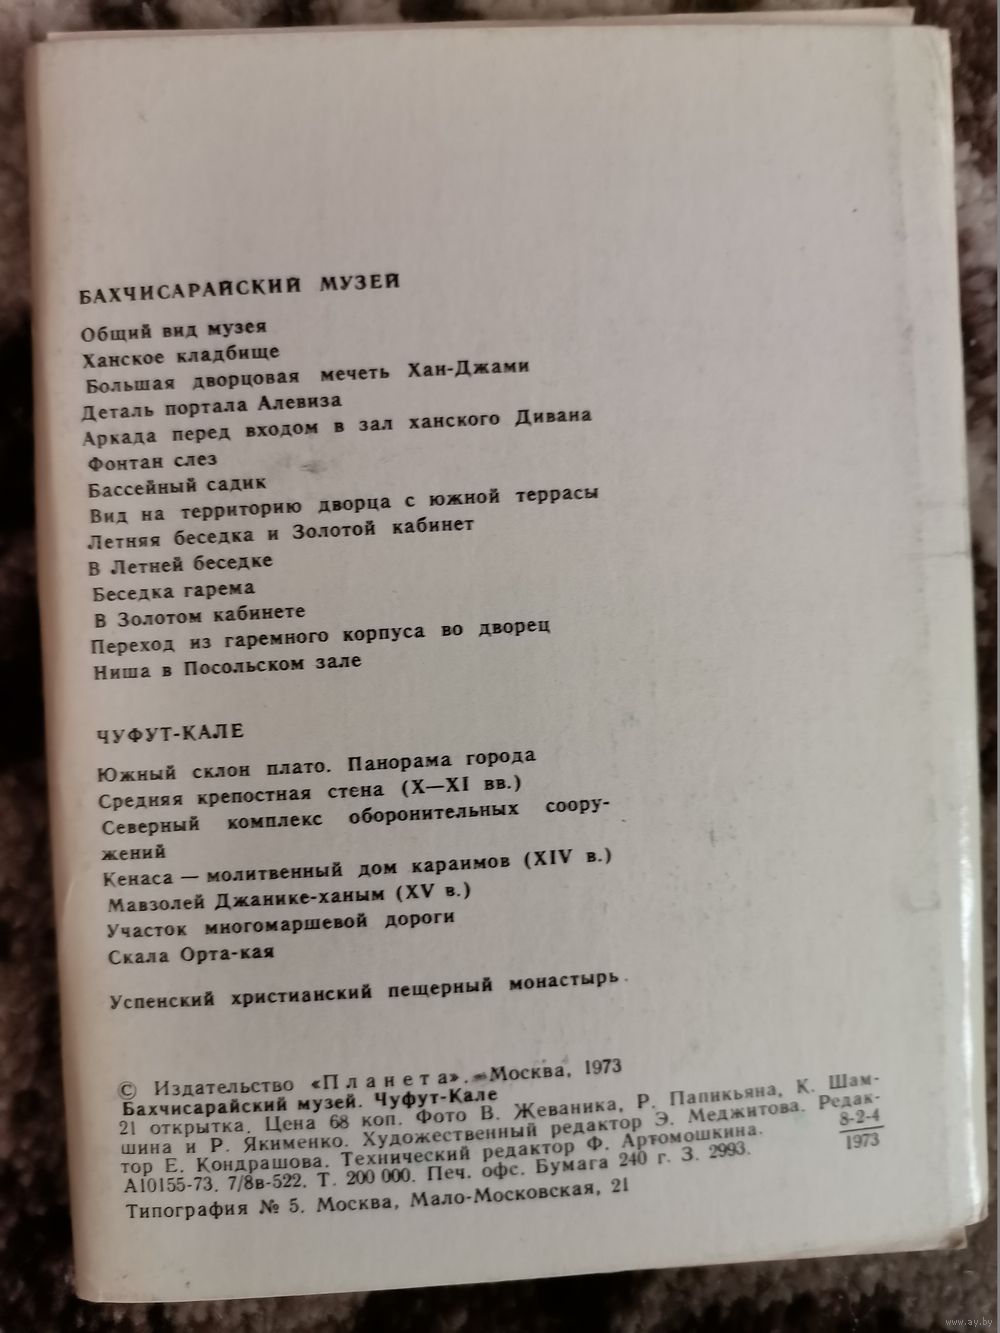 БАХЧИСАРАЙСКИЙ МУЗЕЙ
Общий вид музея
Ханское кладбище
Большая дворцовая мечеть Хан-Джами
Деталь портала Алевиза
Аркада перед входом в зал ханского Дивана
Фонтан слез
Бассейный садик
Вид на территорию дворца с южной террасы
Летняя беседка и Золотой кабинет
В Летней беседке
Беседка гарема
В Золотом кабинете
Переход из гаремного корпуса во дворец
Ниша в Посольском зале
ЧУФУТ-КАЛЕ
Южный склон плато. Панорама города
Средняя крепостная стена (X—XI вв.)
Северный комплекс оборонительных соору-
жений
Кенаса — молитвенный дом караимов (XIV в.)
Мавзолей Джанике-ханым (XV в.)
Участок многомаршевой дороги
Скала Орта-кая
Успенский христианский пещерный монастырь.
© Издательство «Планета». Москва, 1973
Бахчисарайский музей. Чуфут-Кале
21 открытка. Цена 68 коп. Фото В. Жеваника, Р. Папикьяна, К. Шам-
шина и Р. Якименко. Художественный редактор Э. Меджитова. Редак-
тор Е. Кондрашова. Технический редактор Ф. Артомошкина.
А10155-73. 7/8в-522. Т. 200 000. Печ. офс. Бумага 240 г. З. 2993.
8-2-4
1973
Типография № 5. Москва, Мало-Московская, 21
www.ay.by